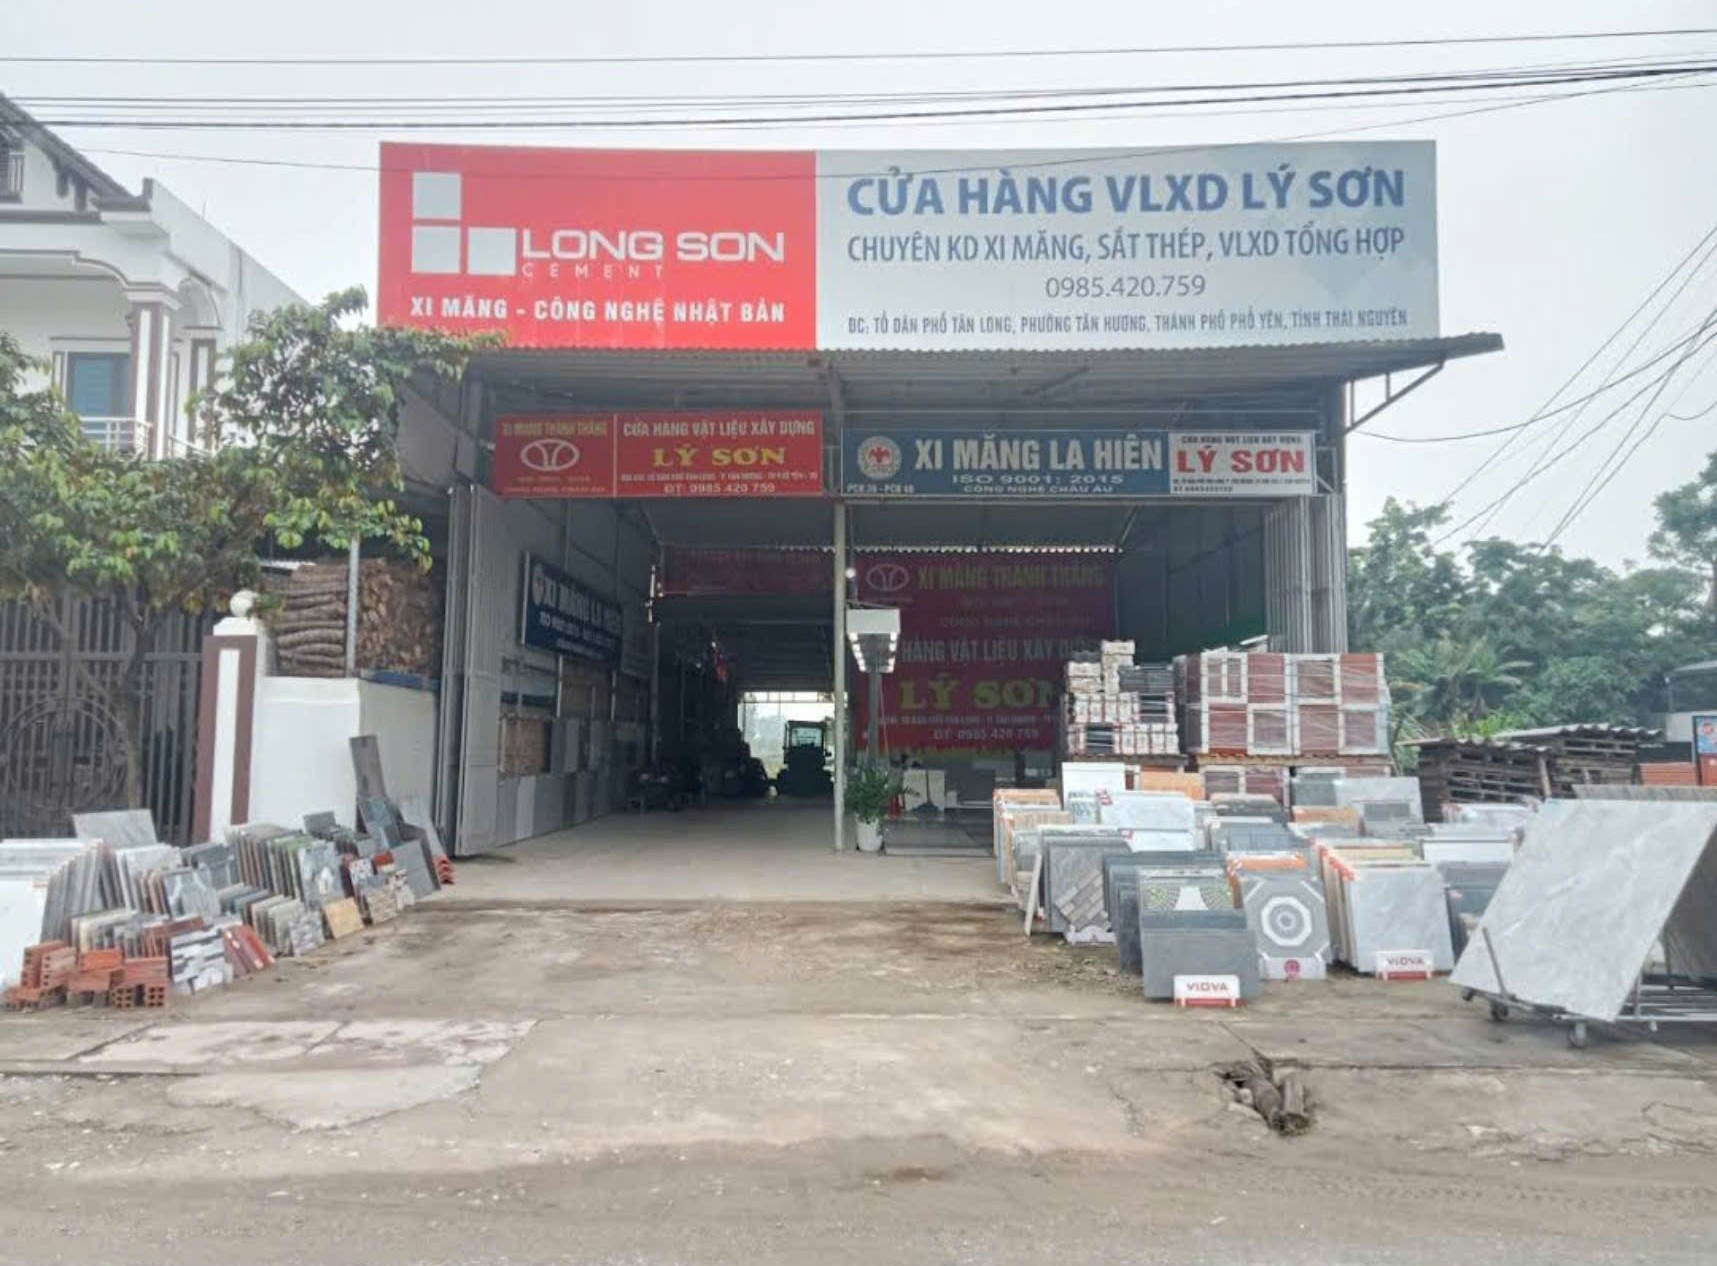 LONG SON
CEMENT
XI MĂNG - CÔNG NGHỆ NHẬT BẢN
CỬA HÀNG VLXD LÝ SƠN
CHUYÊN KD XI MĂNG, SẮT THÉP, VLXD TỔNG HỢP
0985.420.759
ĐC: TỔ DÂN PHỐ TÂN LONG, PHƯỜNG TÂN HƯƠNG, THÀNH PHỐ PHỔ YÊN, TỈNH THÁI NGUYÊN
XI MĂNG THÀNH THẮNG
CỬA HÀNG VẬT LIỆU XÂY DỰNG
LÝ SƠN
ĐT: 0985 420 759
XI MĂNG LA HIÊN
ISO 9001: 2015
CÔNG NGHỆ CHÂU ÂU
CỬA HÀNG VẬT LIỆU XÂY DỰNG
LÝ SƠN
XI MĂNG LA HIÊN
XI MĂNG THÀNH THẮNG
CÔNG NGHỆ CHÂU ÂU
HÀNG VẬT LIỆU XÂY
LÝ SƠN
ĐT: 0985 420 759
VIOVA
VIOVA